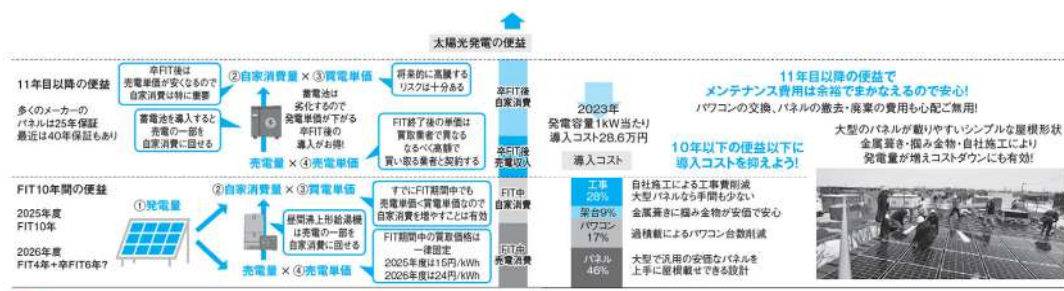 太陽光発電の便益
11年目以降の便益
多くのメーカーの
パネルは25年保証
最近は40年保証もあり
卒FIT後は
売電単価が安くなるので
自家消費は特に重要
蓄電池を導入すると
売電の一部を
自家消費に回せる
②自家消費量×③買電単価
蓄電池は
劣化するので
発電単価が下がる
卒FIT後の
導入がお得!
売電量×④売電単価
将来的に高騰する
リスクは十分ある
FIT終了後の単価は
買取業者で異なる
なるべく高額で
買い取る業者と契約する
卒FIT後
自家消費
卒FIT後
売電収入
FIT10年間の便益
2025年度
FIT10年
2026年度
FIT4年+卒FIT6年?
①発電量
②自家消費量×③買電単価
昼間沸上形給湯機
は売電の一部を
自家消費に回せる
売電量×④売電単価
すでにFIT期間中でも
売電単価<買電単価なので
自家消費を増やすことは有効
FIT期間中の買取価格は
一律固定
2025年度は15円/kWh
2026年度は24円/kWh
FIT中
自家消費
FIT中
売電消費
2023年
発電容量1kW当たり
導入コスト28.6万円
導入コスト
工事
28%
架台9%
パワコン
17%
パネル
46%
11年目以降の便益で
メンテナンス費用は余裕でまかなえるので安心!
パワコンの交換、パネルの撤去・廃棄の費用も心配ご無用!
10年以下の便益以下に
導入コストを抑えよう!
自社施工による工事費削減
大型パネルなら手間も少ない
金属葺きに掴み金物が安価で安心
過積載によるパワコン台数削減
大型で汎用の安価なパネルを
上手に屋根載せできる設計
大型のパネルが載りやすいシンプルな屋根形状
金属葺き・掴み金物・自社施工により
発電量が増えコストダウンにも有効!